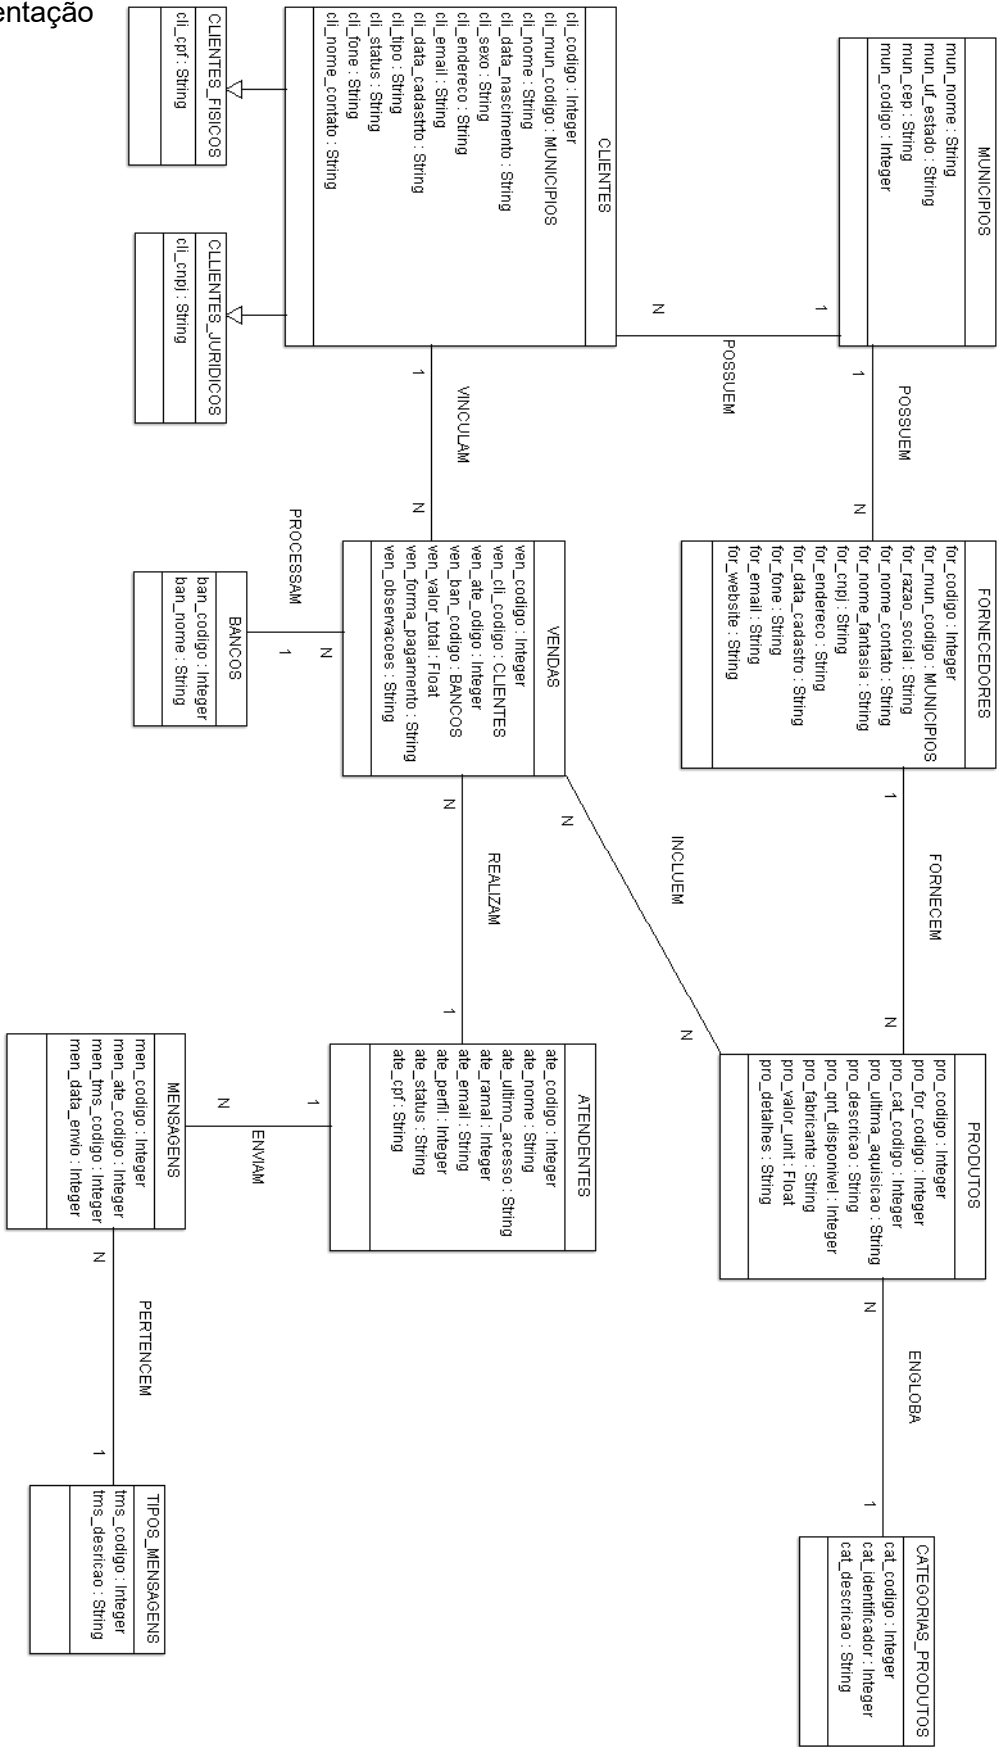 entação
MUNICIPIOS
mun_nome : String
mun_uf_estado : String
mun_cep : String
mun_codigo : Integer
POSSUEM
1
N
FORNECEDORES
for_codigo : Integer
for_mun_codigo : MUNICIPIOS
for_razao_social : String
for_nome_contato : String
for_nome_fantasia : String
for_cnpj : String
for_endereco : String
for_data_cadastro : String
for_fone : String
for_email : String
for_website : String
FORNECEM
1
N
PRODUTOS
pro_codigo : Integer
pro_for_codigo : Integer
pro_cat_codigo : Integer
pro_ultima_aquisicao : String
pro_descricao : String
pro_qnt_disponivel : Integer
pro_fabricante : String
pro_valor_unit : Float
pro_detalhes : String
ENGLOBA
N
1
CATEGORIAS_PRODUTOS
cat_codigo : Integer
cat_identificador : Integer
cat_descricao : String
1
POSSUEM
N
INCLUEM
N
N
CLIENTES
cli_codigo : Integer
cli_mun_codigo : MUNICIPIOS
cli_nome : String
cli_data_nascimento : String
cli_sexo : String
cli_endereco : String
cli_email : String
cli_data_cadastrto : String
cli_tipo : String
cli_status : String
cli_fone : String
cli_nome_contato : String
VINCULAM
1
N
VENDAS
ven_codigo : Integer
ven_cli_codigo : CLIENTES
ven_ate_odigo : Integer
ven_ban_codigo : BANCOS
ven_valor_total : Float
ven_forma_pagamento : String
ven_observacoes : String
REALIZAM
N
1
ATENDENTES
ate_codigo : Integer
ate_nome : String
ate_ultimo_acesso : String
ate_ramal : Integer
ate_email : String
ate_perfil : Integer
ate_status : String
ate_cpf : String
CLIENTES_FISICOS
cli_cpf : String
CLLIENTES_JURIDICOS
cli_cnpj : String
PROCESSAM
N
1
BANCOS
ban_codigo : Integer
ban_nome : String
1
ENVIAM
N
MENSAGENS
men_codigo : Integer
men_ate_codigo : Integer
men_tms_codigo : Integer
men_data_envio : Integer
PERTENCEM
N
1
TIPOS_MENSAGENS
tms_codigo : Integer
tms_desricao : String